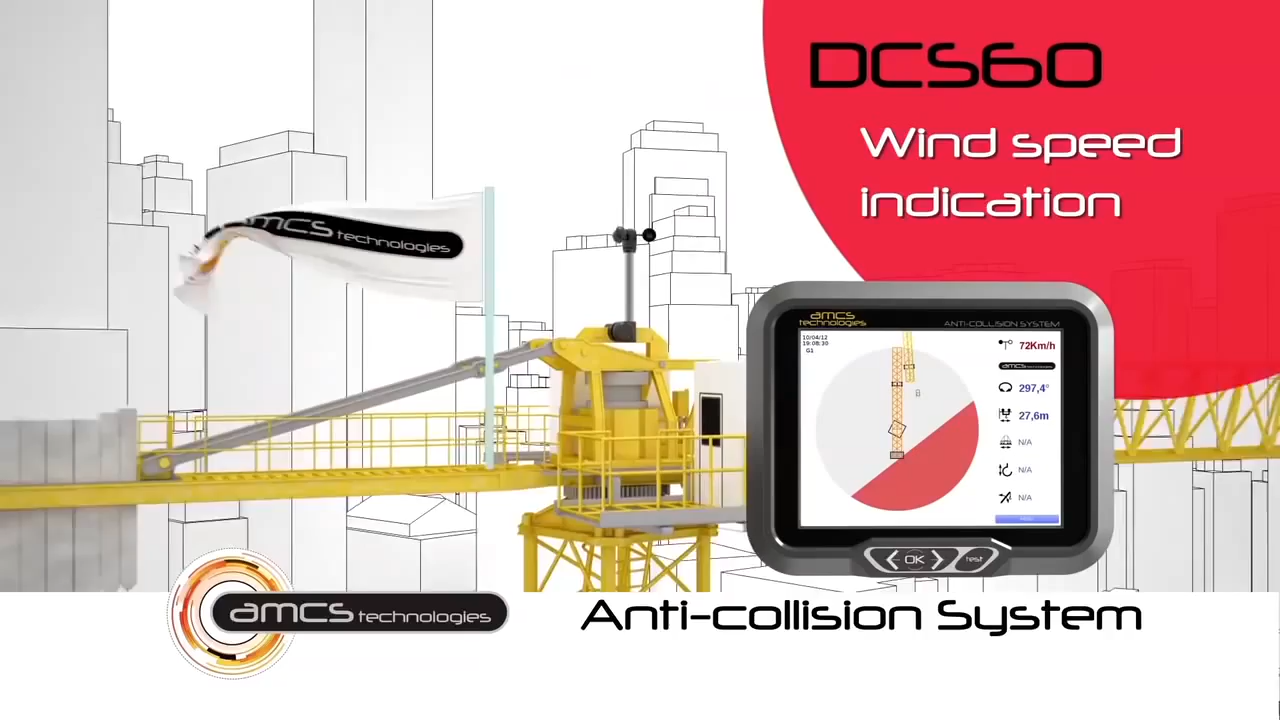 DCS60
Wind speed
indication
amcs technologies
amcs
technologies
ANTI-COLLISION SYSTEM
10/04/12
19:08:30
G1
72Km/h
297,4°
27,6m
N/A
N/A
N/A
OK
test
amcs technologies
Anti-collision System